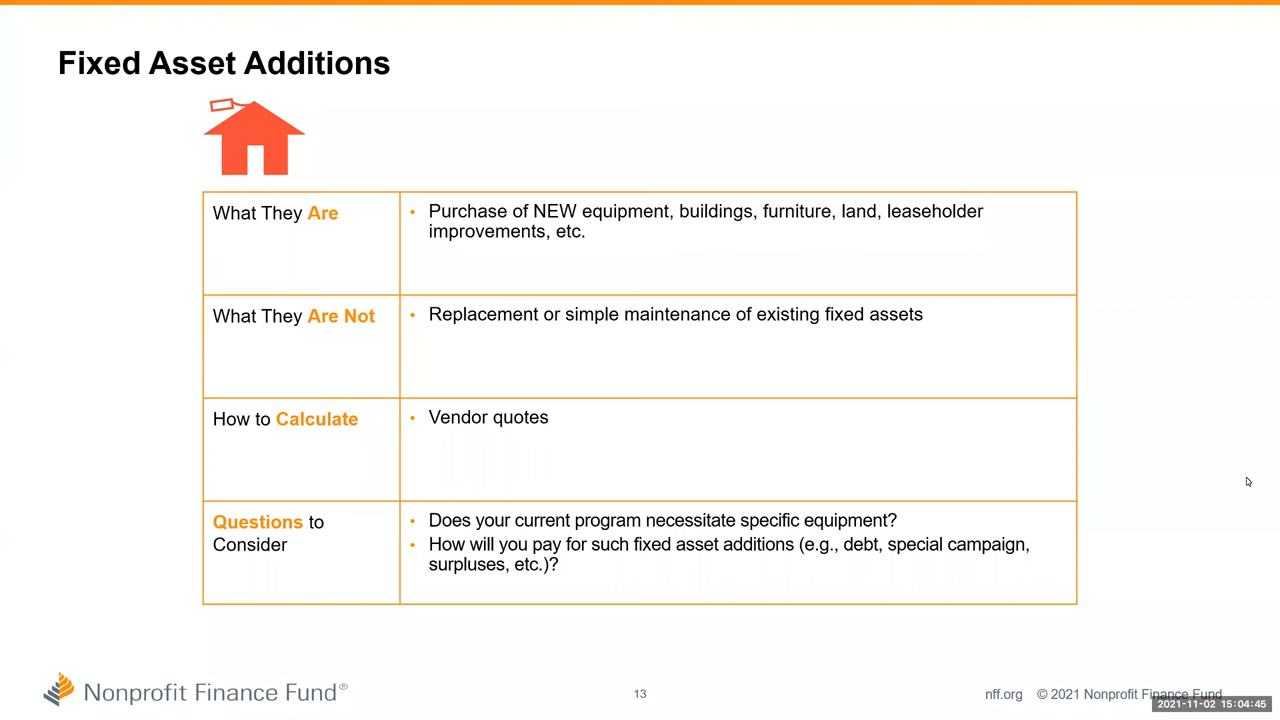 Fixed Asset Additions
What They Are
• Purchase of NEW equipment, buildings, furniture, land, leaseholder
improvements, etc.
What They Are Not
• Replacement or simple maintenance of existing fixed assets
How to Calculate
• Vendor quotes
Questions to
Consider
• Does your current program necessitate specific equipment?
• How will you pay for such fixed asset additions (e.g., debt, special campaign,
surpluses, etc.)?
Nonprofit Finance Fund®
13
nff.org © 2021 Nonprofit Finance Fund
2021-11-02 15:04:45